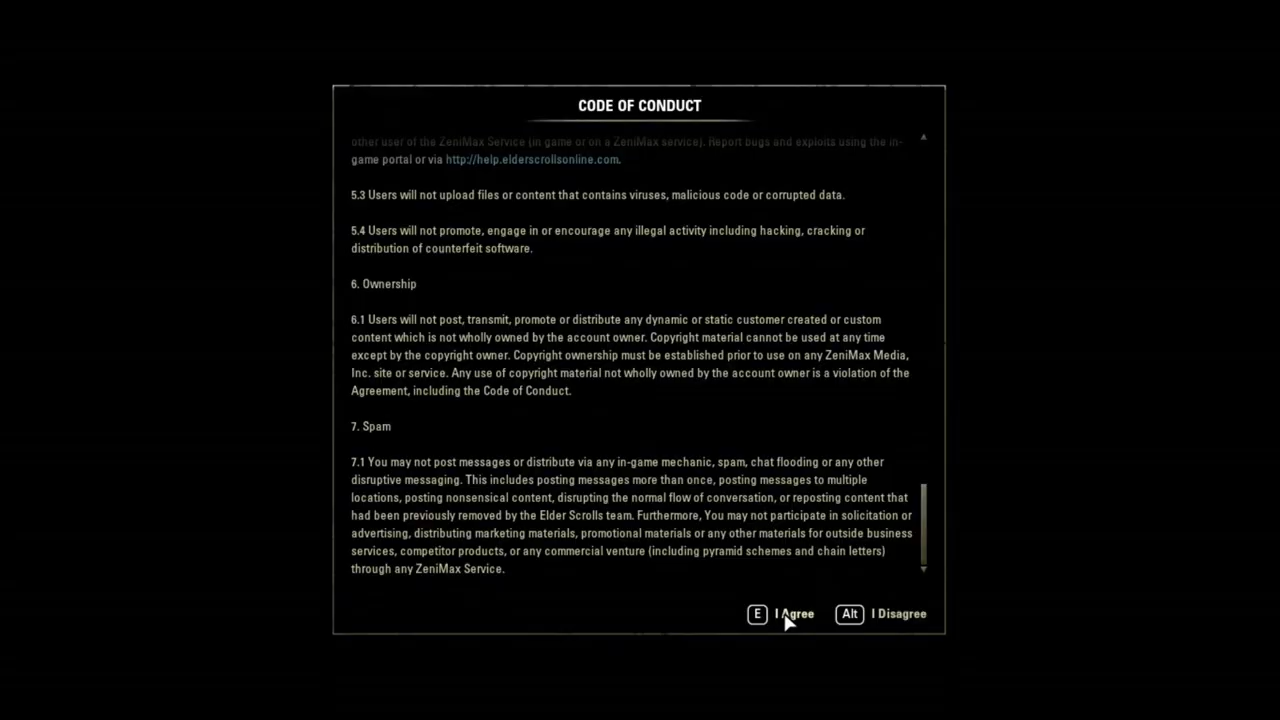 CODE OF CONDUCT
other user of the ZeniMax Service (in game or on a ZeniMax service). Report bugs and exploits using the in-
game portal or via http://help.elderscrollsonline.com.
5.3 Users will not upload files or content that contains viruses, malicious code or corrupted data.
5.4 Users will not promote, engage in or encourage any illegal activity including hacking, cracking or
distribution of counterfeit software.
6. Ownership
6.1 Users will not post, transmit, promote or distribute any dynamic or static customer created or custom
content which is not wholly owned by the account owner. Copyright material cannot be used at any time
except by the copyright owner. Copyright ownership must be established prior to use on any ZeniMax Media,
Inc. site or service. Any use of copyright material not wholly owned by the account owner is a violation of the
Agreement, including the Code of Conduct.
7. Spam
7.1 You may not post messages or distribute via any in-game mechanic, spam, chat flooding or any other
disruptive messaging. This includes posting messages more than once, posting messages to multiple
locations, posting nonsensical content, disrupting the normal flow of conversation, or reposting content that
had been previously removed by the Elder Scrolls team. Furthermore, You may not participate in solicitation or
advertising, distributing marketing materials, promotional materials or any other materials for outside business
services, competitor products, or any commercial venture (including pyramid schemes and chain letters)
through any ZeniMax Service.
E I Agree Alt I Disagree